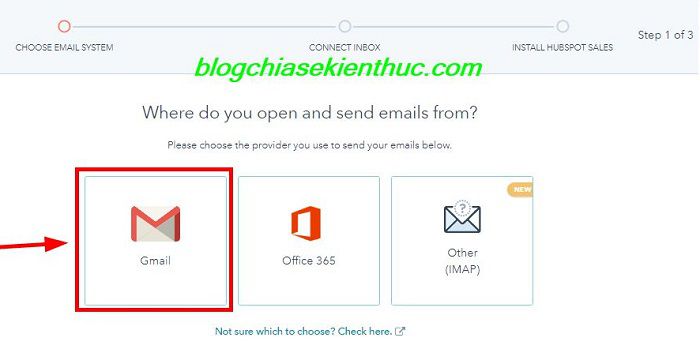 CHOOSE EMAIL SYSTEM
CONNECT INBOX
INSTALL HUBSPOT SALES
Step 1 of 3
blogchiasekienthuc.com
Where do you open and send emails from?
Please choose the provider you use to send your emails below.
NEW
Gmail
Office 365
Other
(IMAP)
Not sure which to choose? Check here.